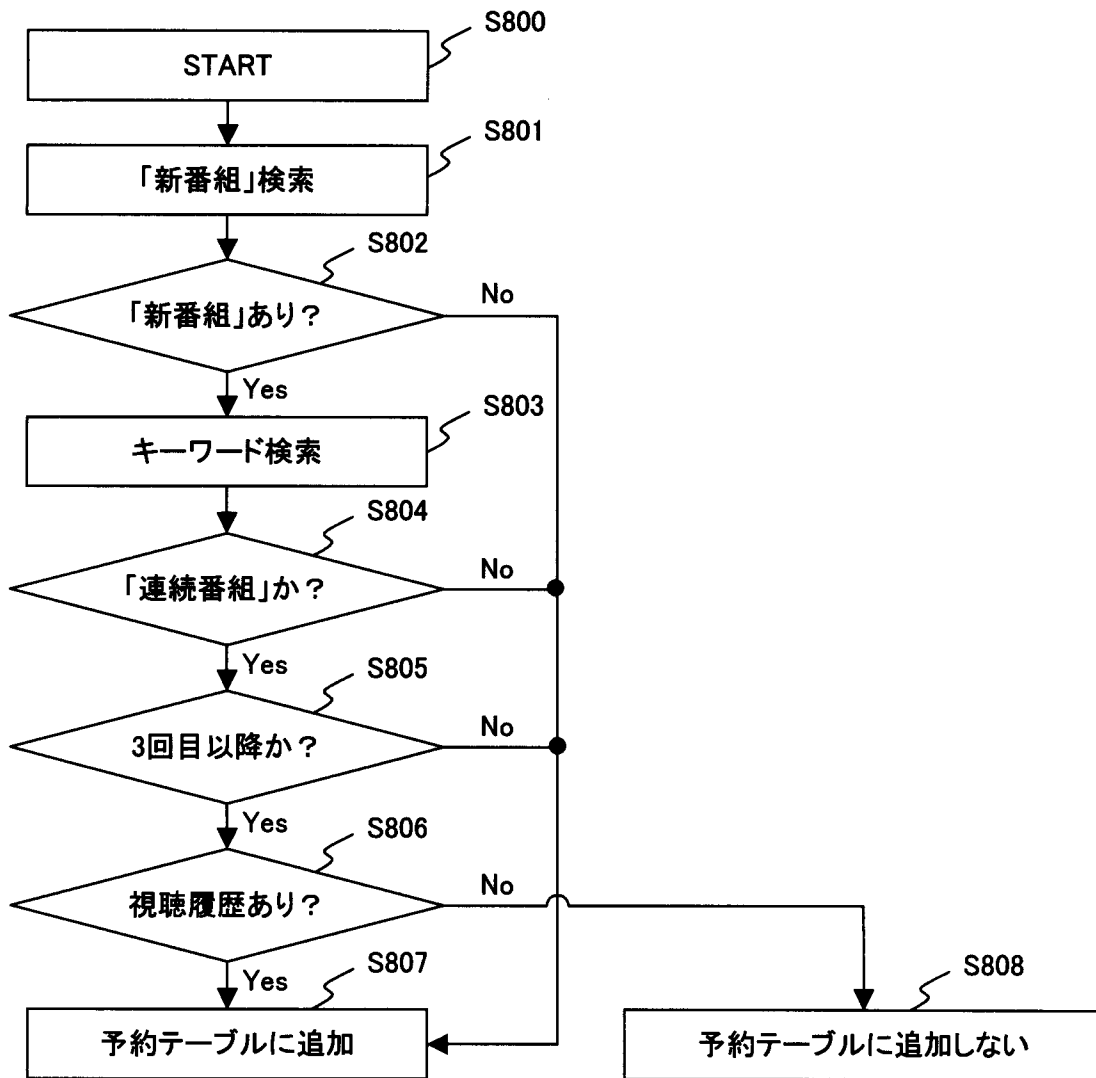 S800
START
S801
「新番組」検索
S802
「新番組」あり？
No
Yes
S803
キーワード検索
S804
「連続番組」か？
No
Yes
S805
3回目以降か？
No
Yes
S806
視聴履歴あり？
No
Yes
S807
予約テーブルに追加
S808
予約テーブルに追加しない